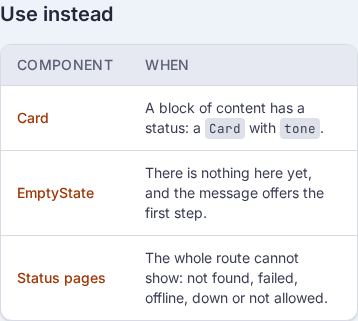 Use instead
COMPONENT WHEN
Card
A block of content has a
status: a Card with tone.
EmptyState
There is nothing here yet,
and the message offers the
first step.
Status pages
The whole route cannot
show: not found, failed,
offline, down or not allowed.